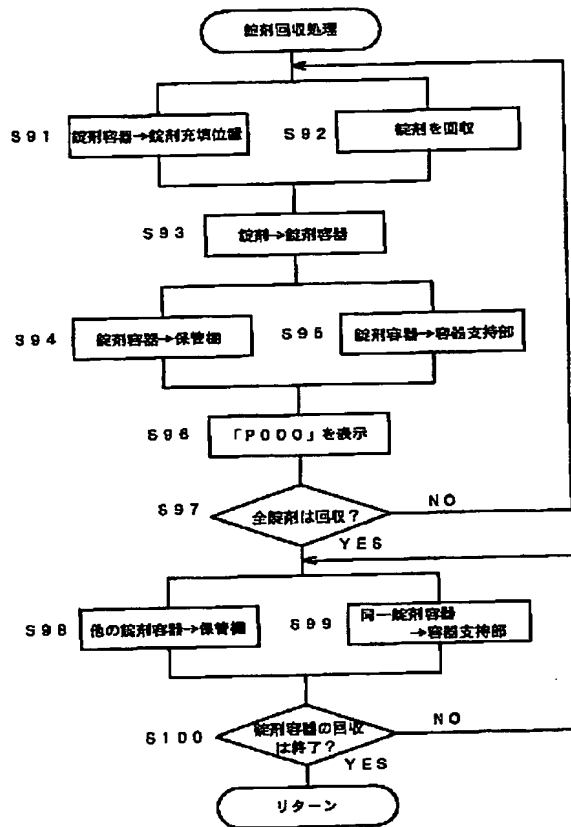 錠剤回収処理
S91
錠剤容器→錠剤充填位置
S92
錠剤を回収
S93
錠剤→錠剤容器
S94
錠剤容器→保管棚
S95
錠剤容器→容器支持部
S96
「PODO」を表示
S97
全錠剤は回収?
NO
YES
S98
他の錠剤容器→保管棚
S99
同一錠剤容器
→容器支持部
S100
錠剤容器の回収
は終了?
NO
YES
リターン